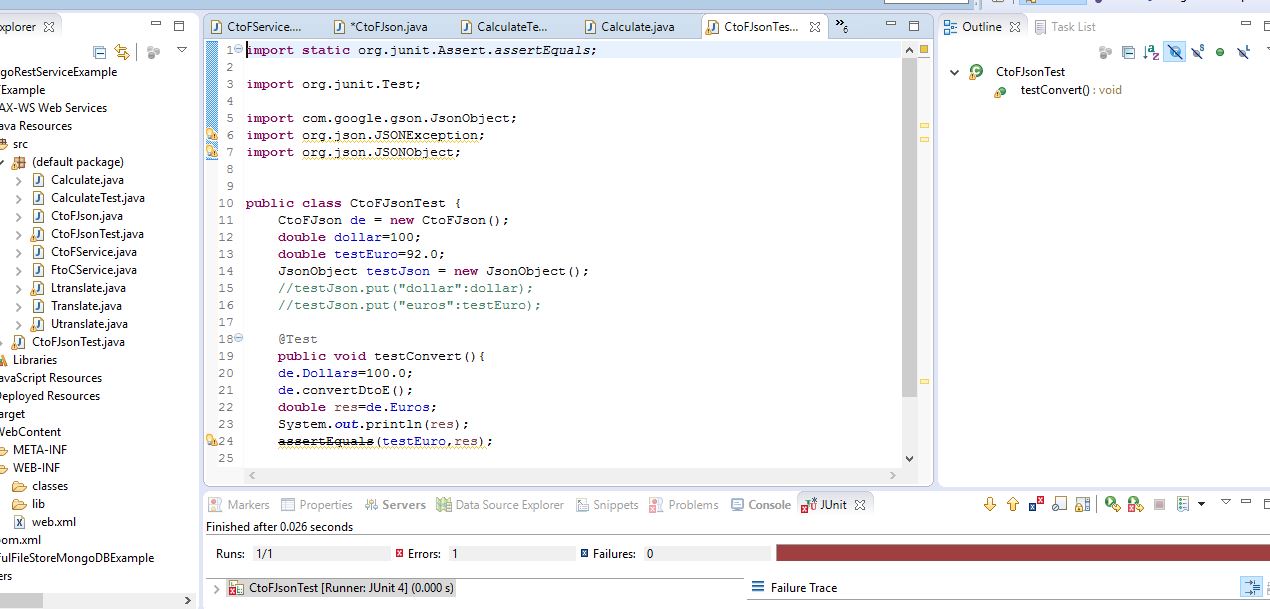 xplorer
goRestServiceExample
Example
AX-WS Web Services
ava Resources
src
(default package)
Calculate.java
CalculateTest.java
CtoFJson.java
CtoFJsonTest.java
CtoFService.java
FtoCService.java
Ltranslate.java
Translate.java
Utranslate.java
CtoFJsonTest.java
Libraries
avaScript Resources
eployed Resources
arget
WebContent
META-INF
WEB-INF
classes
lib
web.xml
om.xml
ulFileStoreMongoDBExample
ers
CtoFService.... *CtoFJson.java CalculateTe... Calculate.java CtoFJsonTes... »5
1 import static org.junit.Assert.assertEquals;
2
3 import org.junit.Test;
4
5 import com.google.gson.JsonObject;
6 import org.json.JSONException;
7 import org.json.JSONObject;
8
9
10 public class CtoFJsonTest {
11 CtoFJson de = new CtoFJson();
12 double dollar=100;
13 double testEuro=92.0;
14 JsonObject testJson = new JsonObject();
15 //testJson.put("dollar":dollar);
16 //testJson.put("euros":testEuro);
17
18 @Test
19 public void testConvert(){
20 de.Dollars=100.0;
21 de.convertDtoE();
22 double res=de.Euros;
23 System.out.println(res);
24 assertEquals(testEuro,res);
25
Outline Task List
CtoFJsonTest
testConvert() : void
Markers Properties Servers Data Source Explorer Snippets Problems Console JUnit
Finished after 0.026 seconds
Runs: 1/1 Errors: 1 Failures: 0
CtoFJsonTest [Runner: JUnit 4] (0.000 s)
Failure Trace